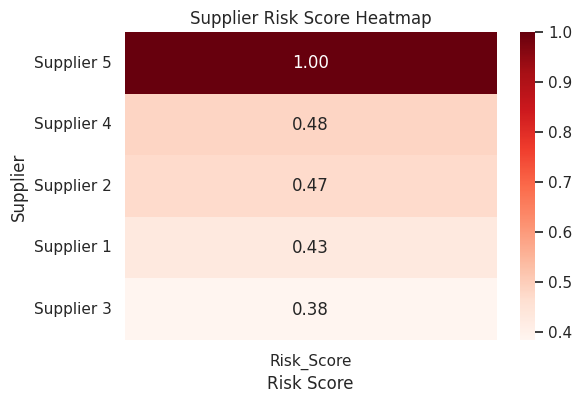 Supplier Risk Score Heatmap
Supplier
Supplier 5
1.00
Supplier 4
0.48
Supplier 2
0.47
Supplier 1
0.43
Supplier 3
0.38
Risk_Score
Risk Score
1.0
0.9
0.8
0.7
0.6
0.5
0.4